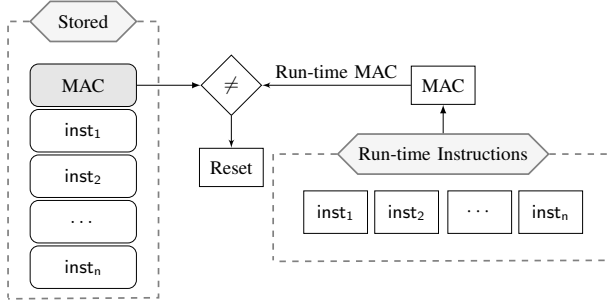 Stored
MAC
inst₁
inst₂
···
instₙ
≠
Reset
Run-time MAC
MAC
Run-time Instructions
inst₁ inst₂ ··· instₙ